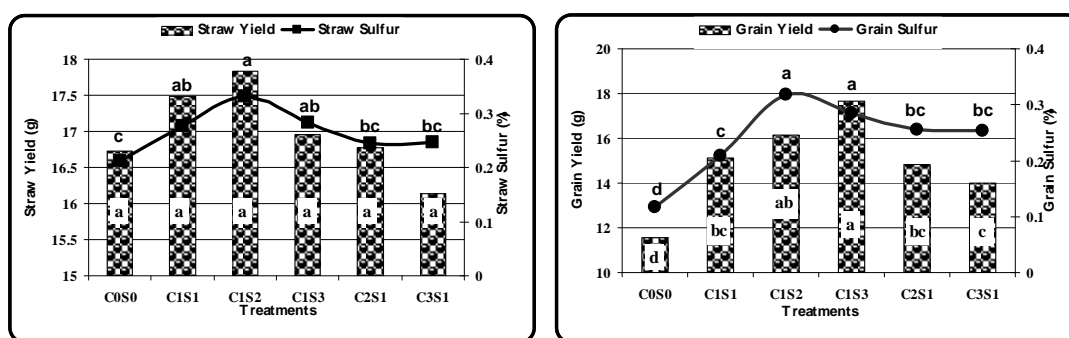 Straw Yield Straw Sulfur
18
17.5
17
16.5
16
15.5
15
Straw Yield (g)
0.4
0.3
0.2
0.1
0
Straw Sulfur (%)
c ab a ab bc bc
a a a a a a
C0S0 C1S1 C1S2 C1S3 C2S1 C3S1
Treatments
Grain Yield Grain Sulfur
20
18
16
14
12
10
Grain Yield (g)
0.4
0.3
0.2
0.1
0
Grain Sulfur (%)
d c a a bc bc
d bc ab a bc c
C0S0 C1S1 C1S2 C1S3 C2S1 C3S1
Treatments